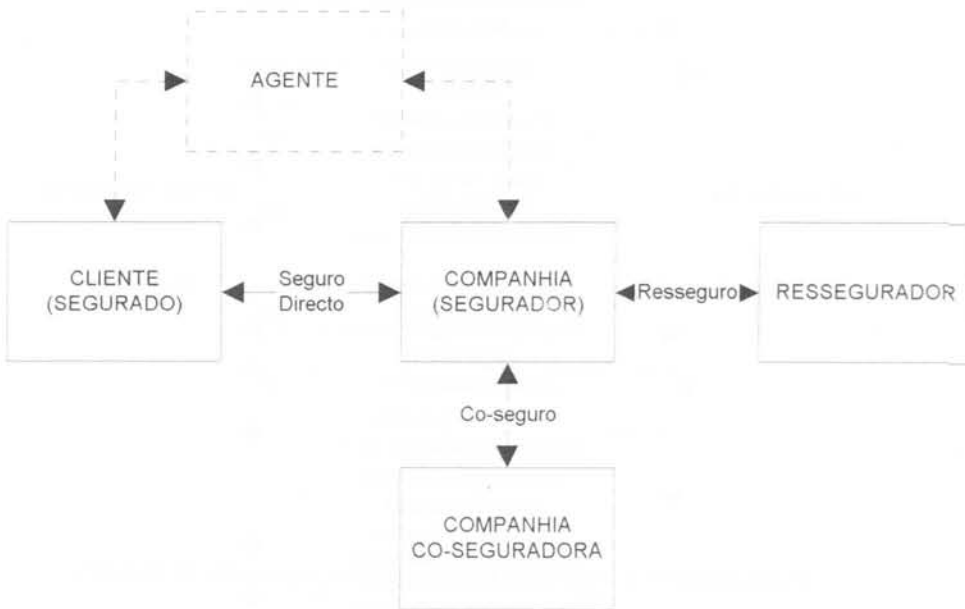 AGENTE
CLIENTE
(SEGURADO)
Seguro
Directo
COMPANHIA
(SEGURADOR)
Resseguro
RESSEGURADOR
Co-seguro
COMPANHIA
CO-SEGURADORA